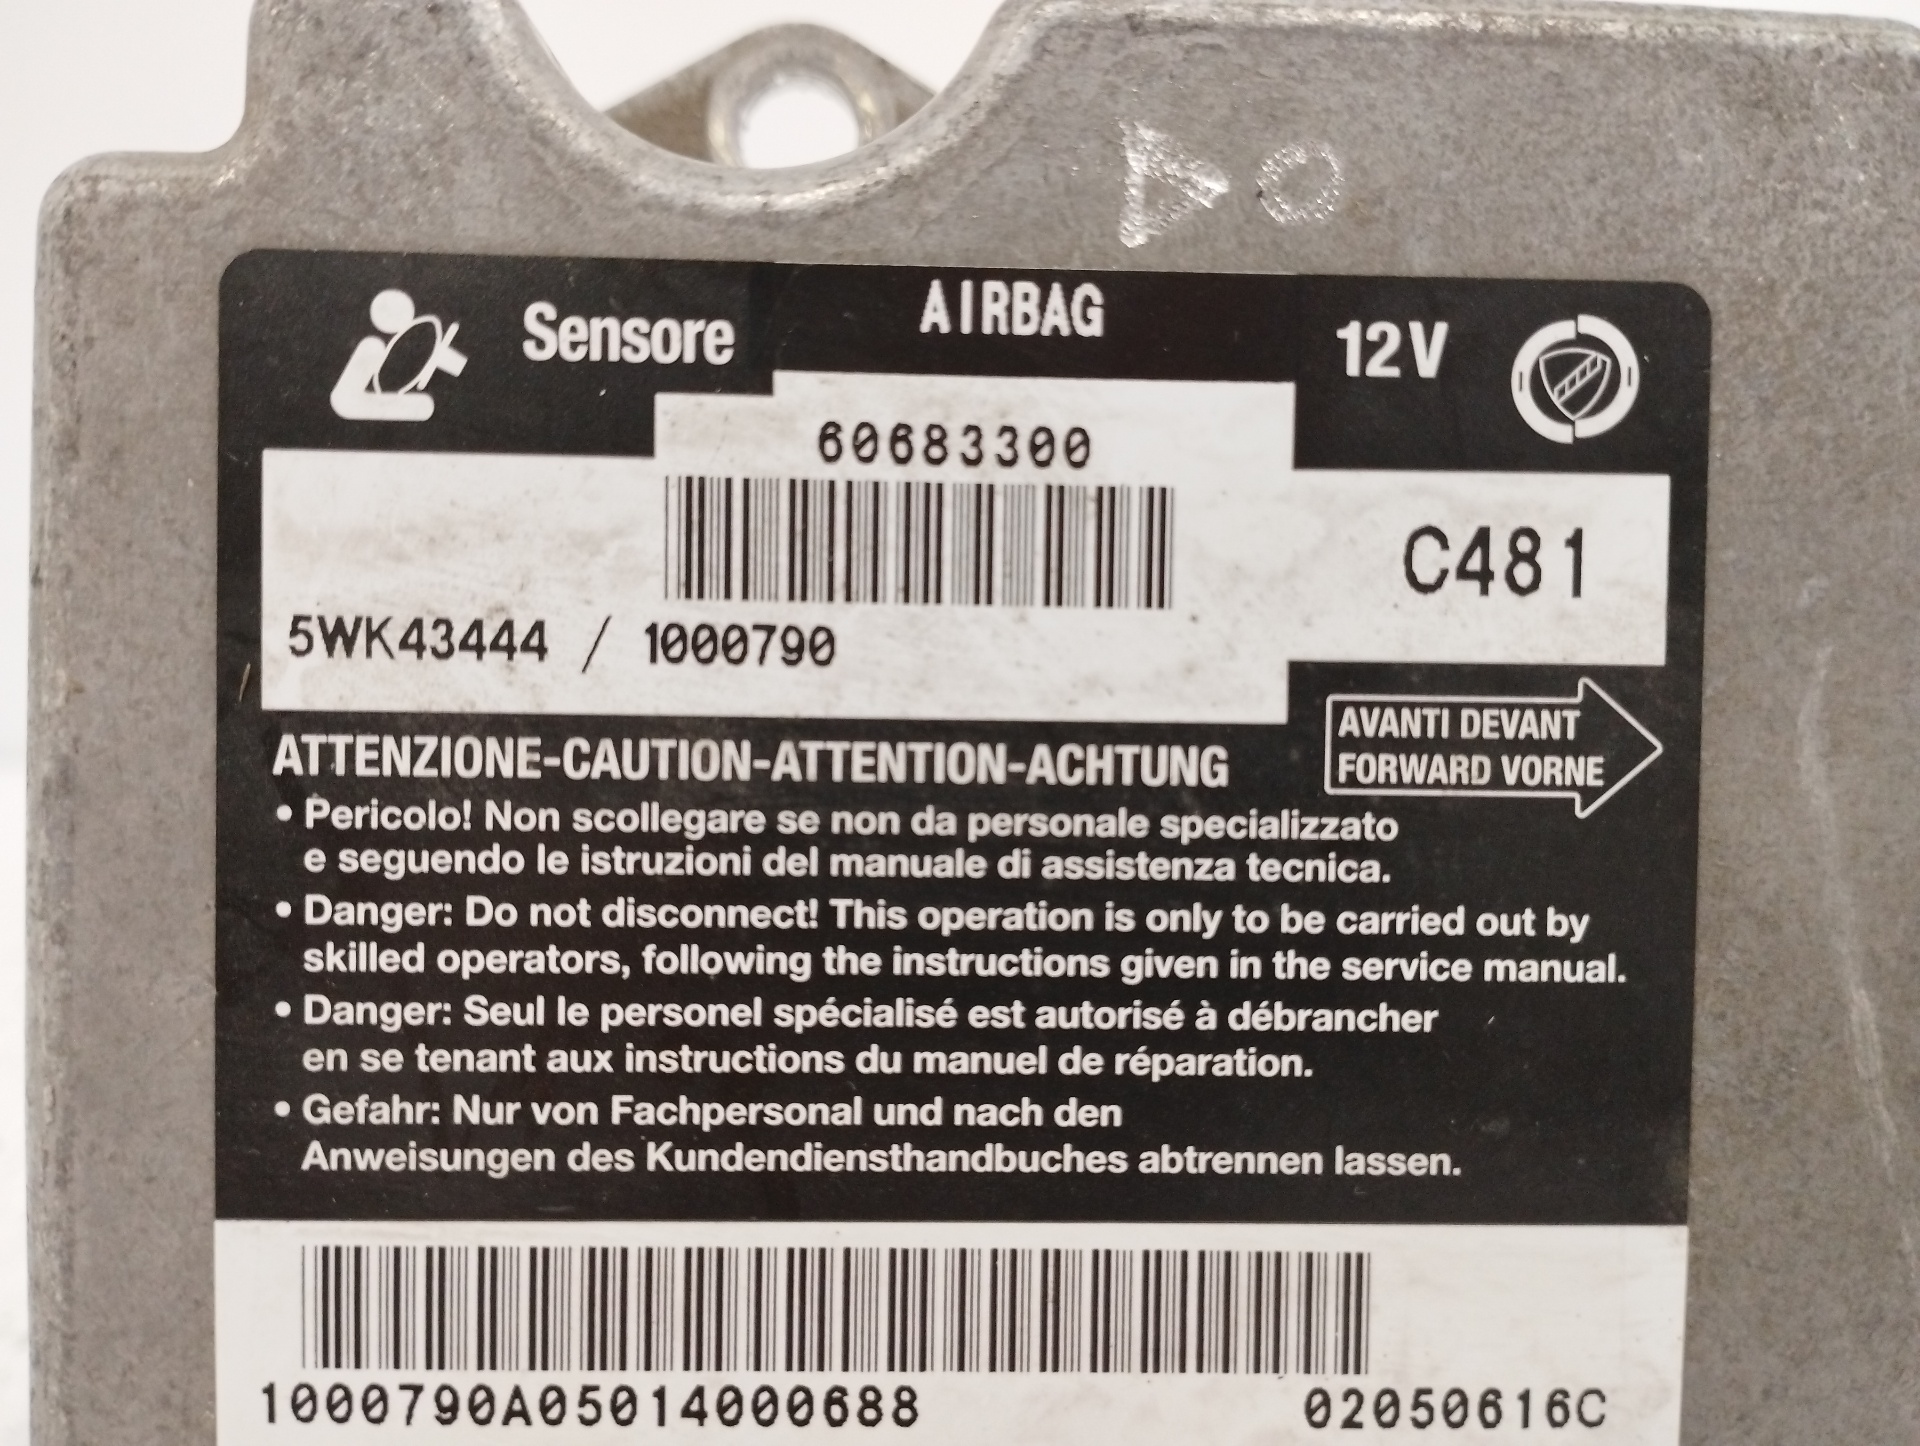 Sensore AIRBAG 12V
60683300
C481
5WK43444 / 1000790
AVANTI DEVANT
FORWARD VORNE
ATTENZIONE-CAUTION-ATTENTION-ACHTUNG
• Pericolo! Non scollegare se non da personale specializzato
e seguendo le istruzioni del manuale di assistenza tecnica.
• Danger: Do not disconnect! This operation is only to be carried out by
skilled operators, following the instructions given in the service manual.
• Danger: Seul le personel spécialisé est autorisé à débrancher
en se tenant aux instructions du manuel de réparation.
• Gefahr: Nur von Fachpersonal und nach den
Anweisungen des Kundendiensthandbuches abtrennen lassen.
1000790A05014000688 02050616C